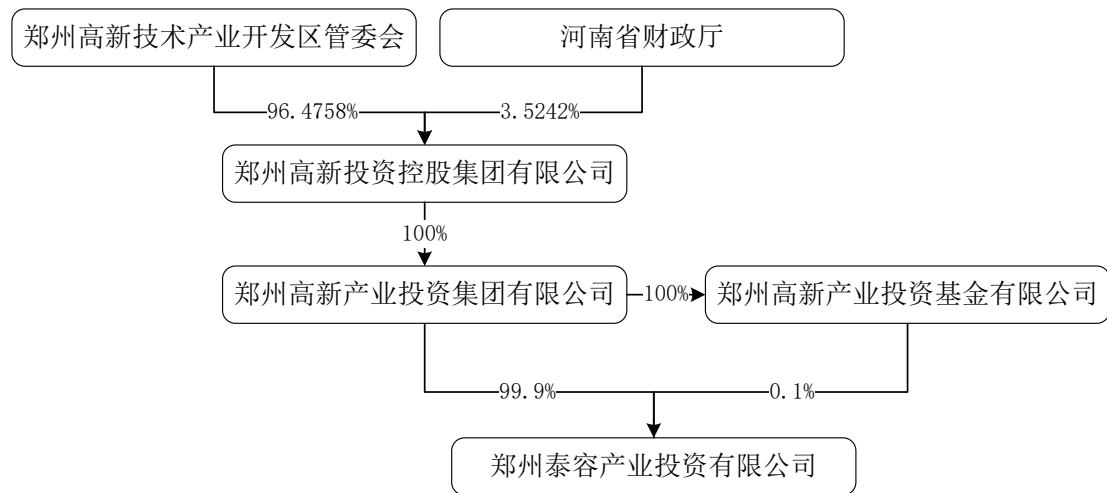 郑州高新技术产业开发区管委会
河南省财政厅
96.4758%
3.5242%
郑州高新投资控股集团有限公司
100%
郑州高新产业投资集团有限公司
100%
郑州高新产业投资基金有限公司
99.9%
0.1%
郑州泰容产业投资有限公司